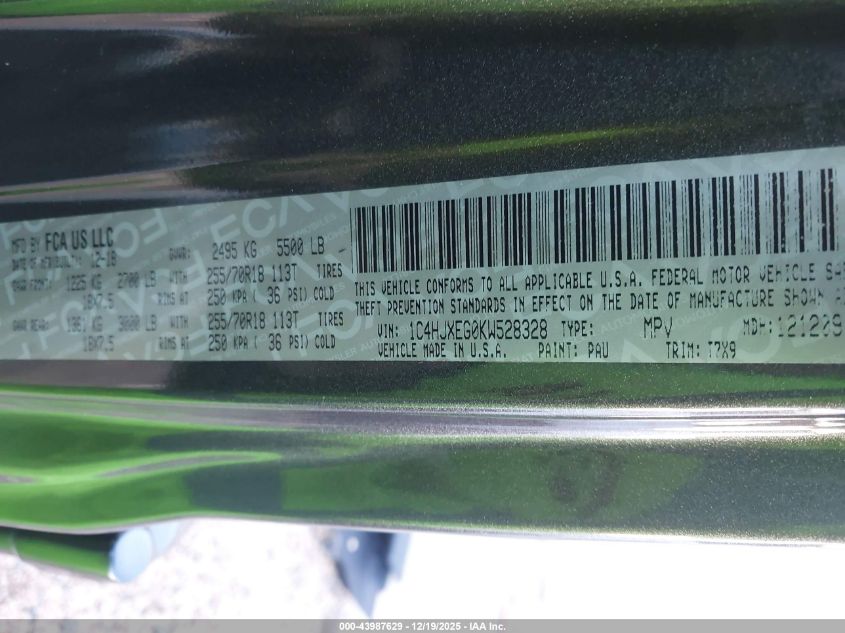 MFD BY FCA US LLC
DATE OF MFR/BUILT: 12-18 GVWR: 2495 KG 5500 LB
GAWR FRONT: 1225 KG 2700 LB WITH 255/70R18 113T TIRES
18X7.5 RIMS AT 250 KPA ( 36 PSI) COLD
GAWR REAR: 1361 KG 3000 LB WITH 255/70R18 113T TIRES
18X7.5 RIMS AT 250 KPA ( 36 PSI) COLD
THIS VEHICLE CONFORMS TO ALL APPLICABLE U.S.A. FEDERAL MOTOR VEHICLE
THEFT PREVENTION STANDARDS IN EFFECT ON THE DATE OF MANUFACTURE SHOWN
VIN: 1C4HJXEG0KW528328 TYPE: MPV MDH: 121209
VEHICLE MADE IN U.S.A. PAINT: PAU TRIM: T7X9
000-43987629 - 12/19/2025 - IAA Inc.